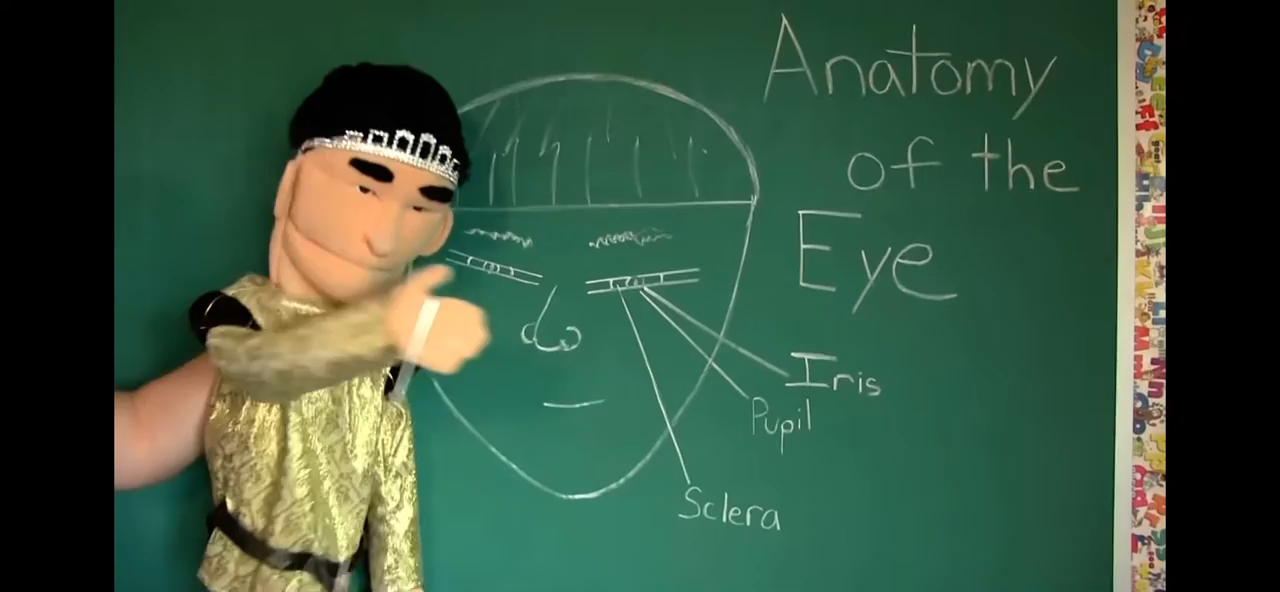 Anatomy
of the
Eye
Iris
Pupil
Sclera